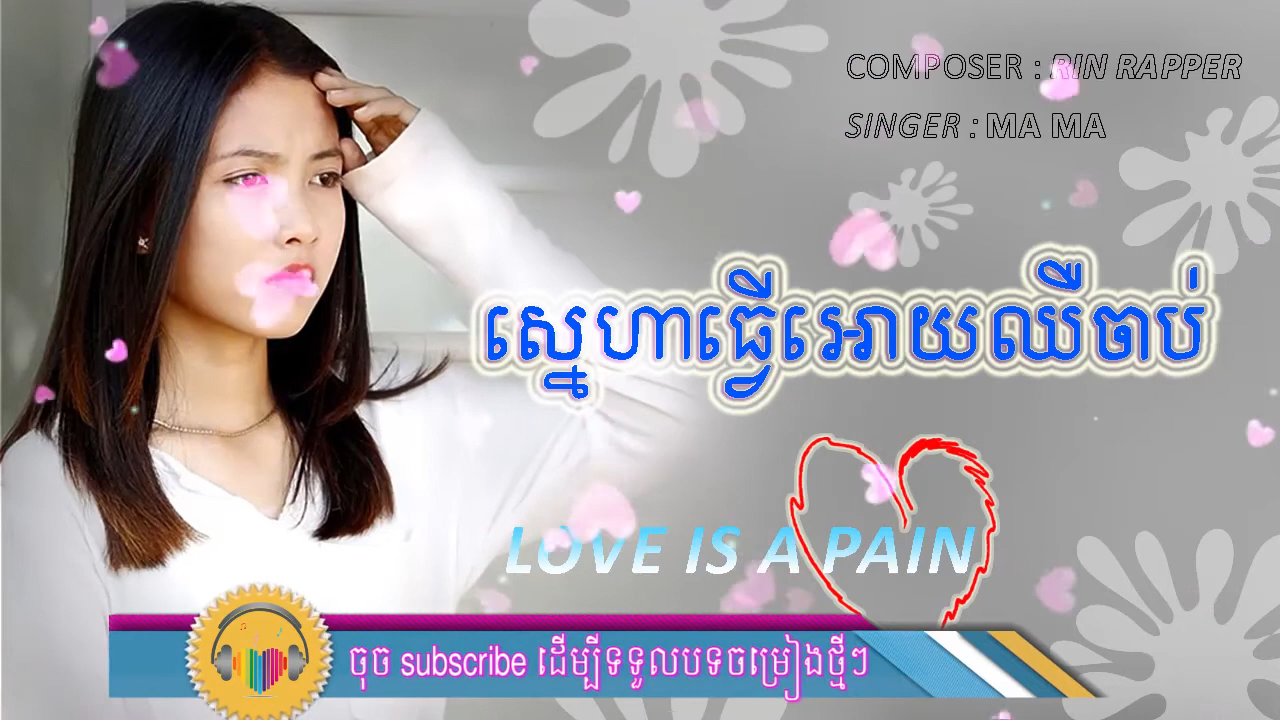 COMPOSER : RIN RAPPER
SINGER : MA MA
ស្នេហាធ្វើអោយឈឺចាប់
LOVE IS A PAIN
ចុច subscribe ដើម្បីទទួលបទចម្រៀងថ្មីៗ